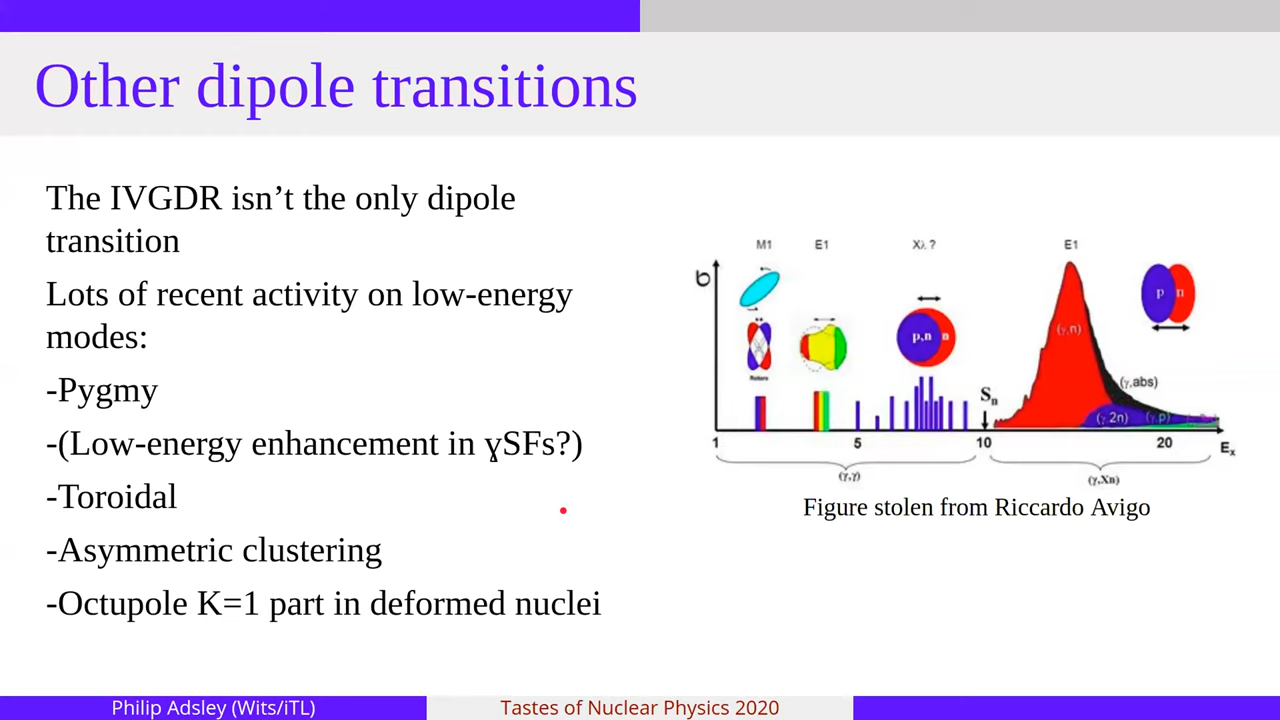 Other dipole transitions
The IVGDR isn’t the only dipole
transition
Lots of recent activity on low-energy
modes:
-Pygmy
-(Low-energy enhancement in ɣSFs?)
-Toroidal
-Asymmetric clustering
-Octupole K=1 part in deformed nuclei
M1 E1 Xλ ? E1
σ
p,n n
p n
(γ,n)
(γ,abs)
Sn
(γ,2n) (γ,p)
1 5 10 20 Ex
(γ,γ) (γ,Xn)
Figure stolen from Riccardo Avigo
Philip Adsley (Wits/iTL) Tastes of Nuclear Physics 2020